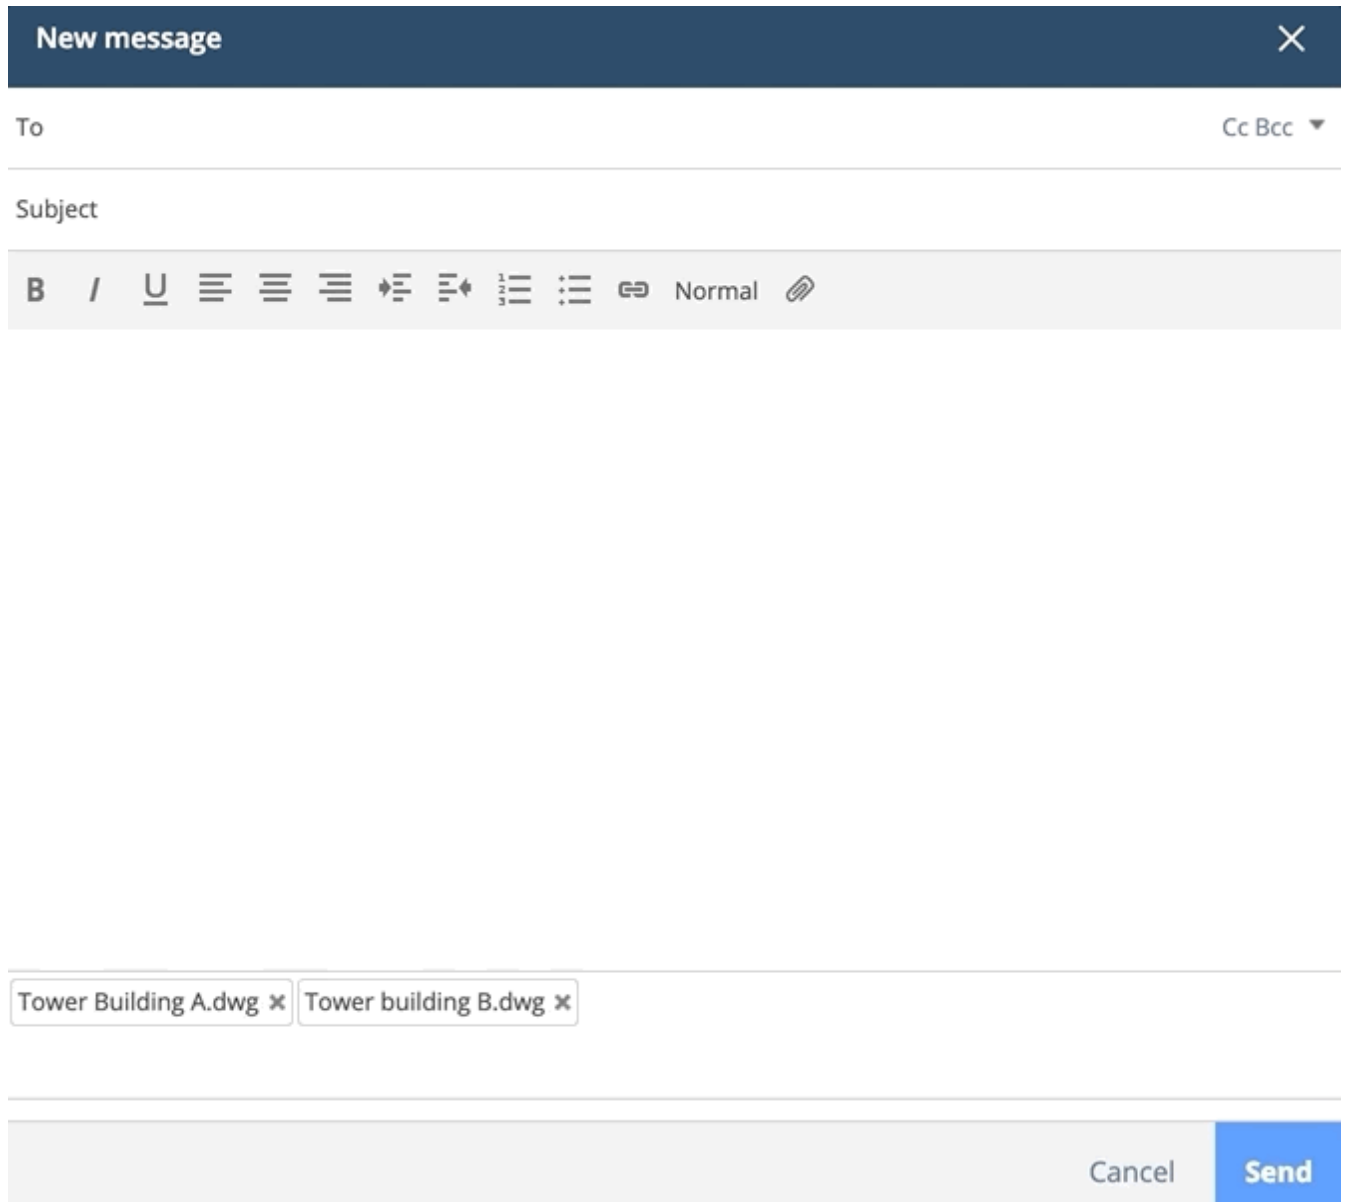 New message
To Cc Bcc
Subject
B I U Normal
Tower Building A.dwg Tower building B.dwg
Cancel Send